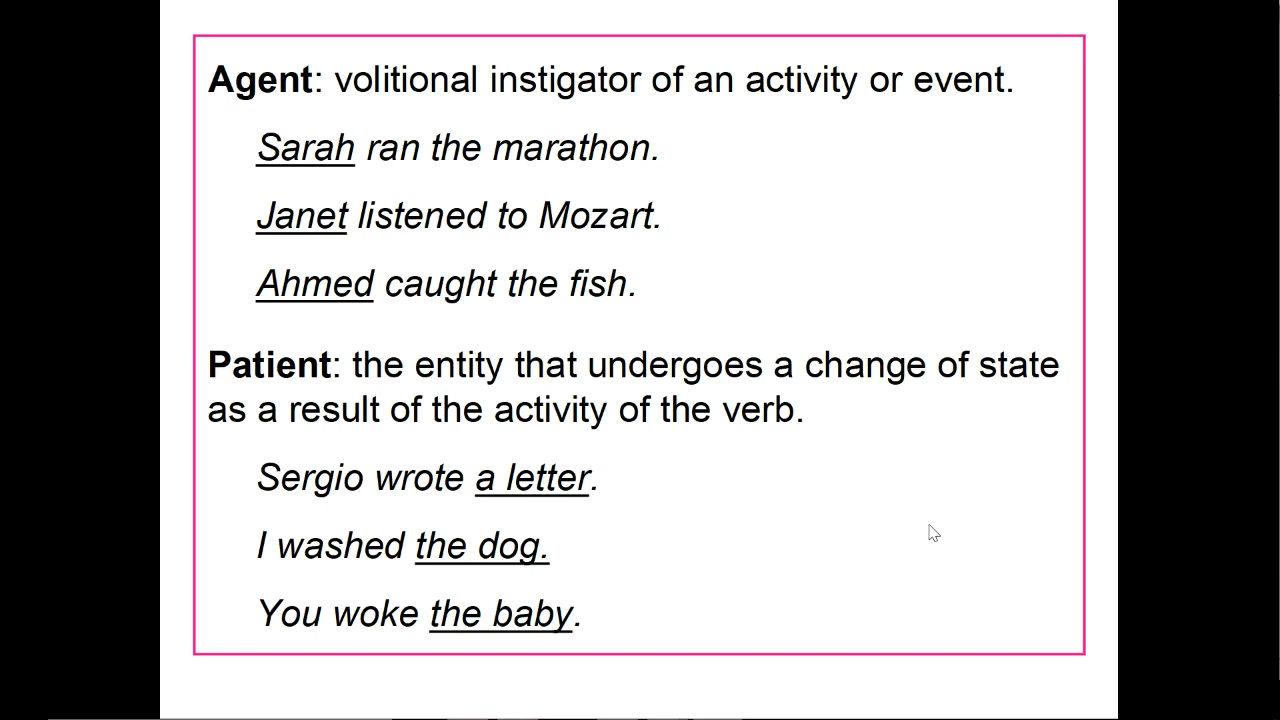 Agent: volitional instigator of an activity or event.
Sarah ran the marathon.
Janet listened to Mozart.
Ahmed caught the fish.
Patient: the entity that undergoes a change of state
as a result of the activity of the verb.
Sergio wrote a letter.
I washed the dog.
You woke the baby.